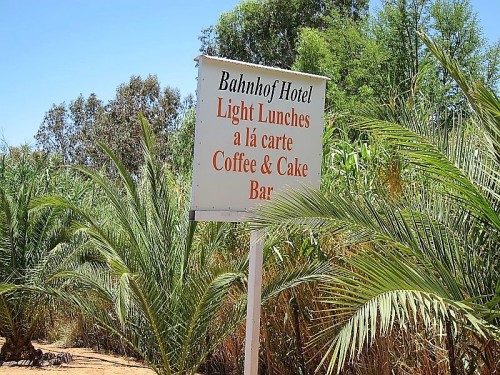 Bahnhof Hotel
Light Lunches
a lá carte
Coffee & Cake
Bar